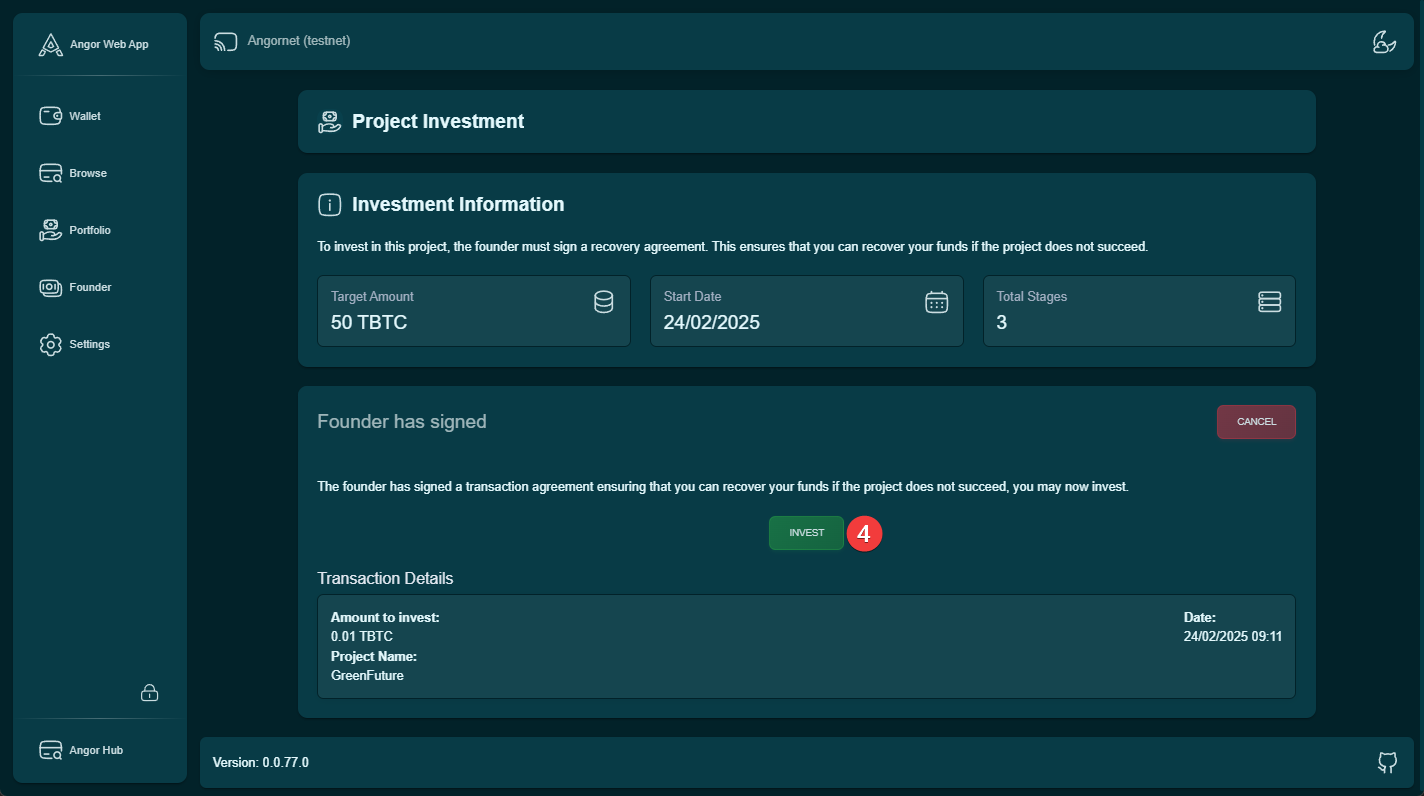 Angor Web App
Wallet
Browse
Portfolio
Founder
Settings
Angor Hub
Angornet (testnet)
Project Investment
Investment Information
To invest in this project, the founder must sign a recovery agreement. This ensures that you can recover your funds if the project does not succeed.
Target Amount
50 TBTC
Start Date
24/02/2025
Total Stages
3
Founder has signed
CANCEL
The founder has signed a transaction agreement ensuring that you can recover your funds if the project does not succeed, you may now invest.
INVEST
4
Transaction Details
Amount to invest:
0.01 TBTC
Project Name:
GreenFuture
Date:
24/02/2025 09:11
Version: 0.0.77.0